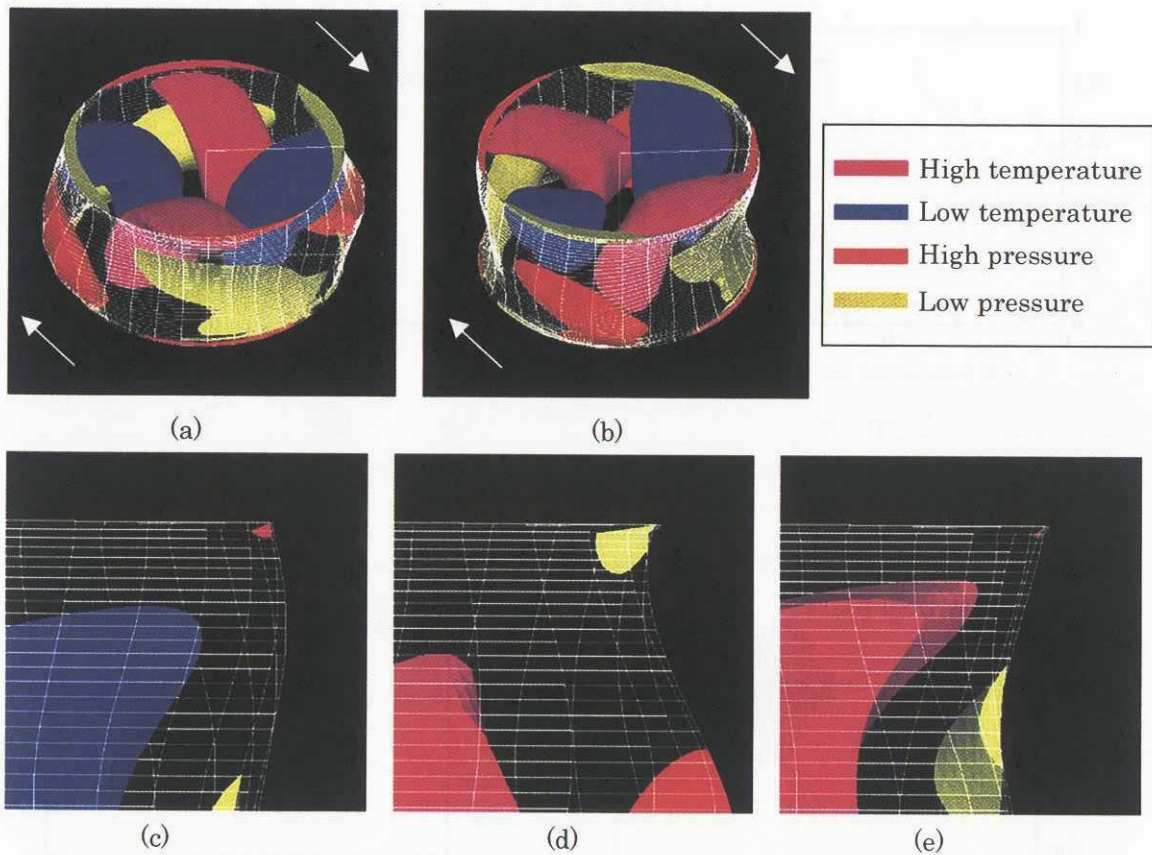 High temperature
Low temperature
High pressure
Low pressure
(a)
(b)
(c)
(d)
(e)